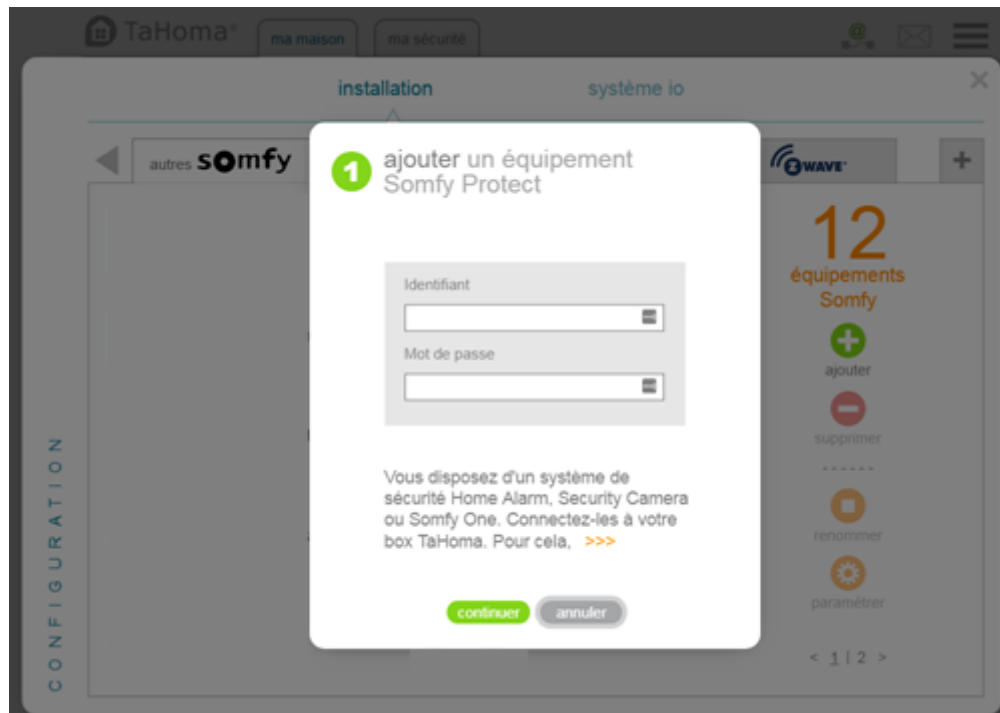 TaHoma®
ma maison
ma sécurité
installation
système io
autres somfy
ZWAVE
+
1
ajouter un équipement
Somfy Protect
Identifiant
Mot de passe
Vous disposez d'un système de
sécurité Home Alarm, Security Camera
ou Somfy One. Connectez-les à votre
box TaHoma. Pour cela, >>>
continuer
annuler
12
équipements
Somfy
ajouter
supprimer
------
renommer
paramétrer
< 1 | 2 >
CONFIGURATION